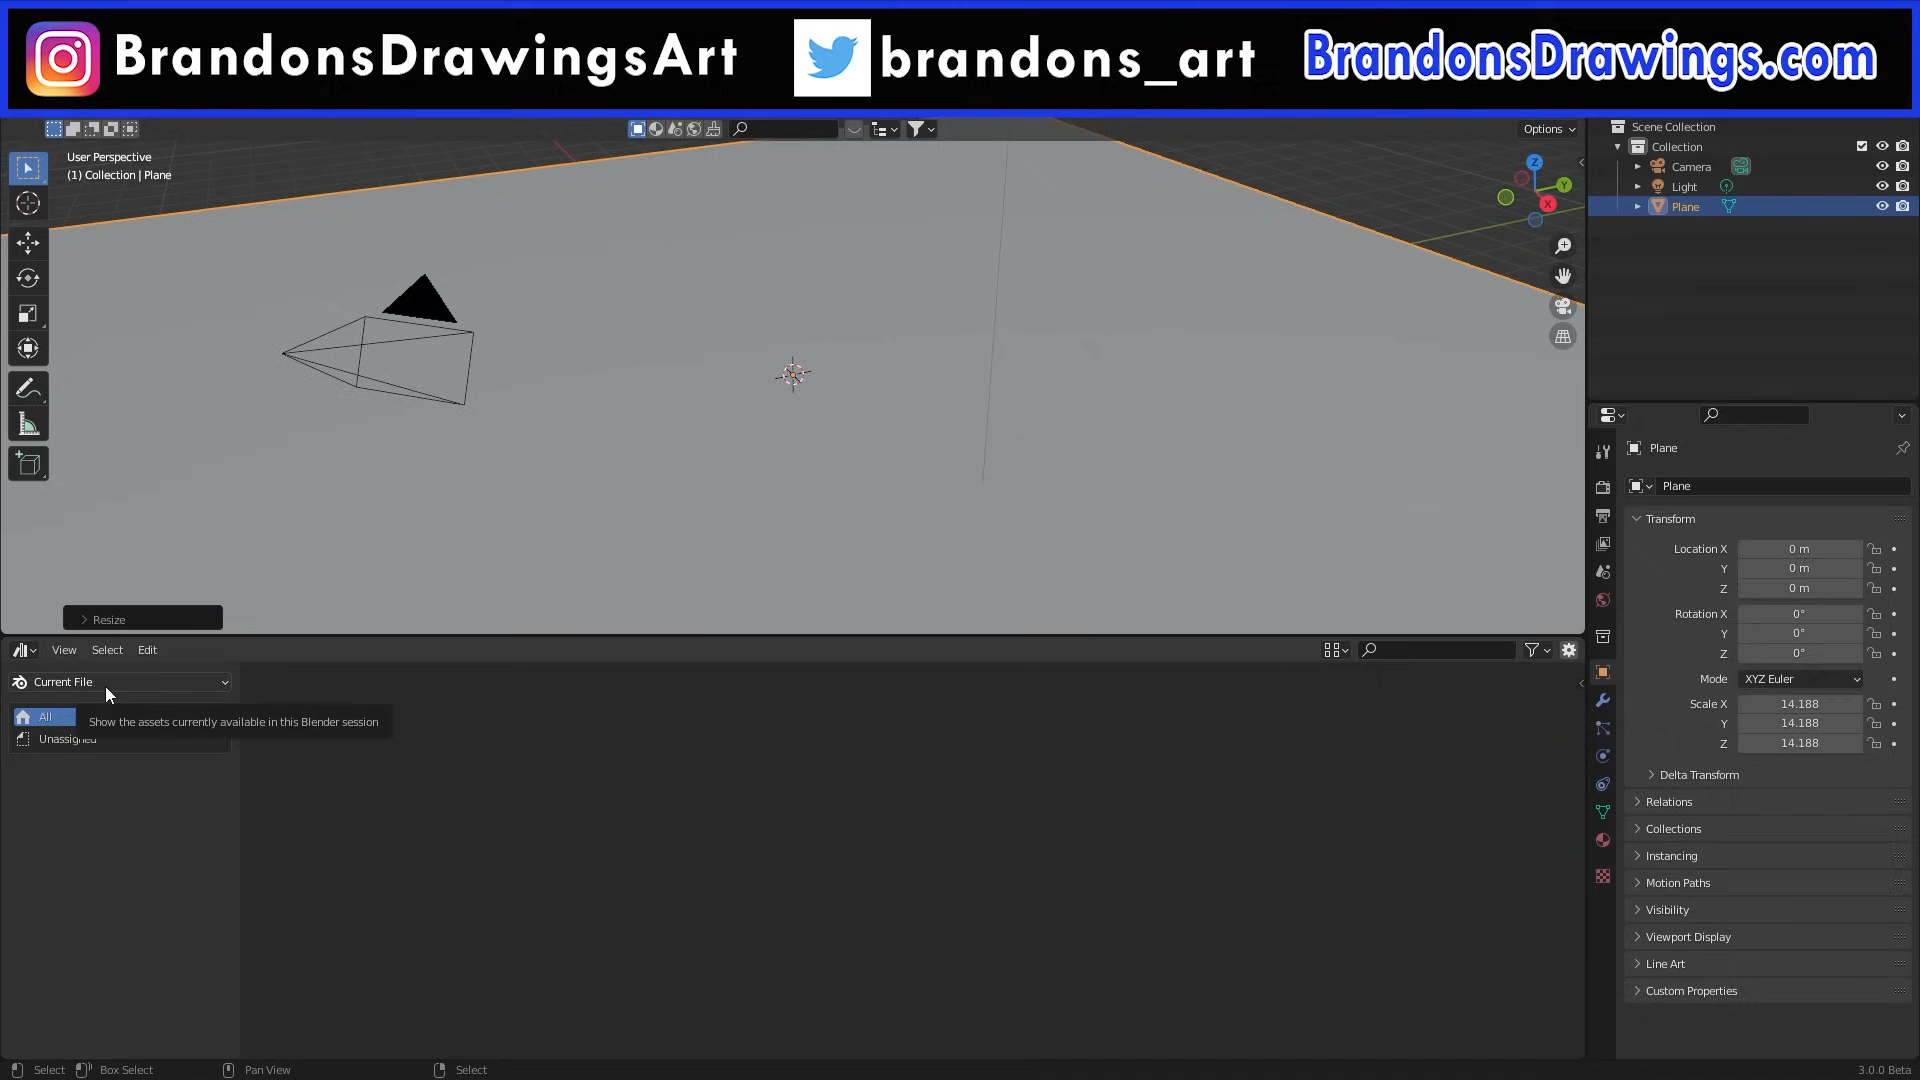 BrandonsDrawingsArt brandons_art BrandonsDrawings.com
Options
User Perspective
(1) Collection | Plane
Z
Y
X
Resize
View Select Edit
Current File
All
Show the assets currently available in this Blender session
Unassigned
Scene Collection
Collection
Camera
Light
Plane
Plane
Plane
Transform
Location X 0 m
Y 0 m
Z 0 m
Rotation X 0°
Y 0°
Z 0°
Mode XYZ Euler
Scale X 14.188
Y 14.188
Z 14.188
Delta Transform
Relations
Collections
Instancing
Motion Paths
Visibility
Viewport Display
Line Art
Custom Properties
Select Box Select Pan View Select 3.0.0 Beta